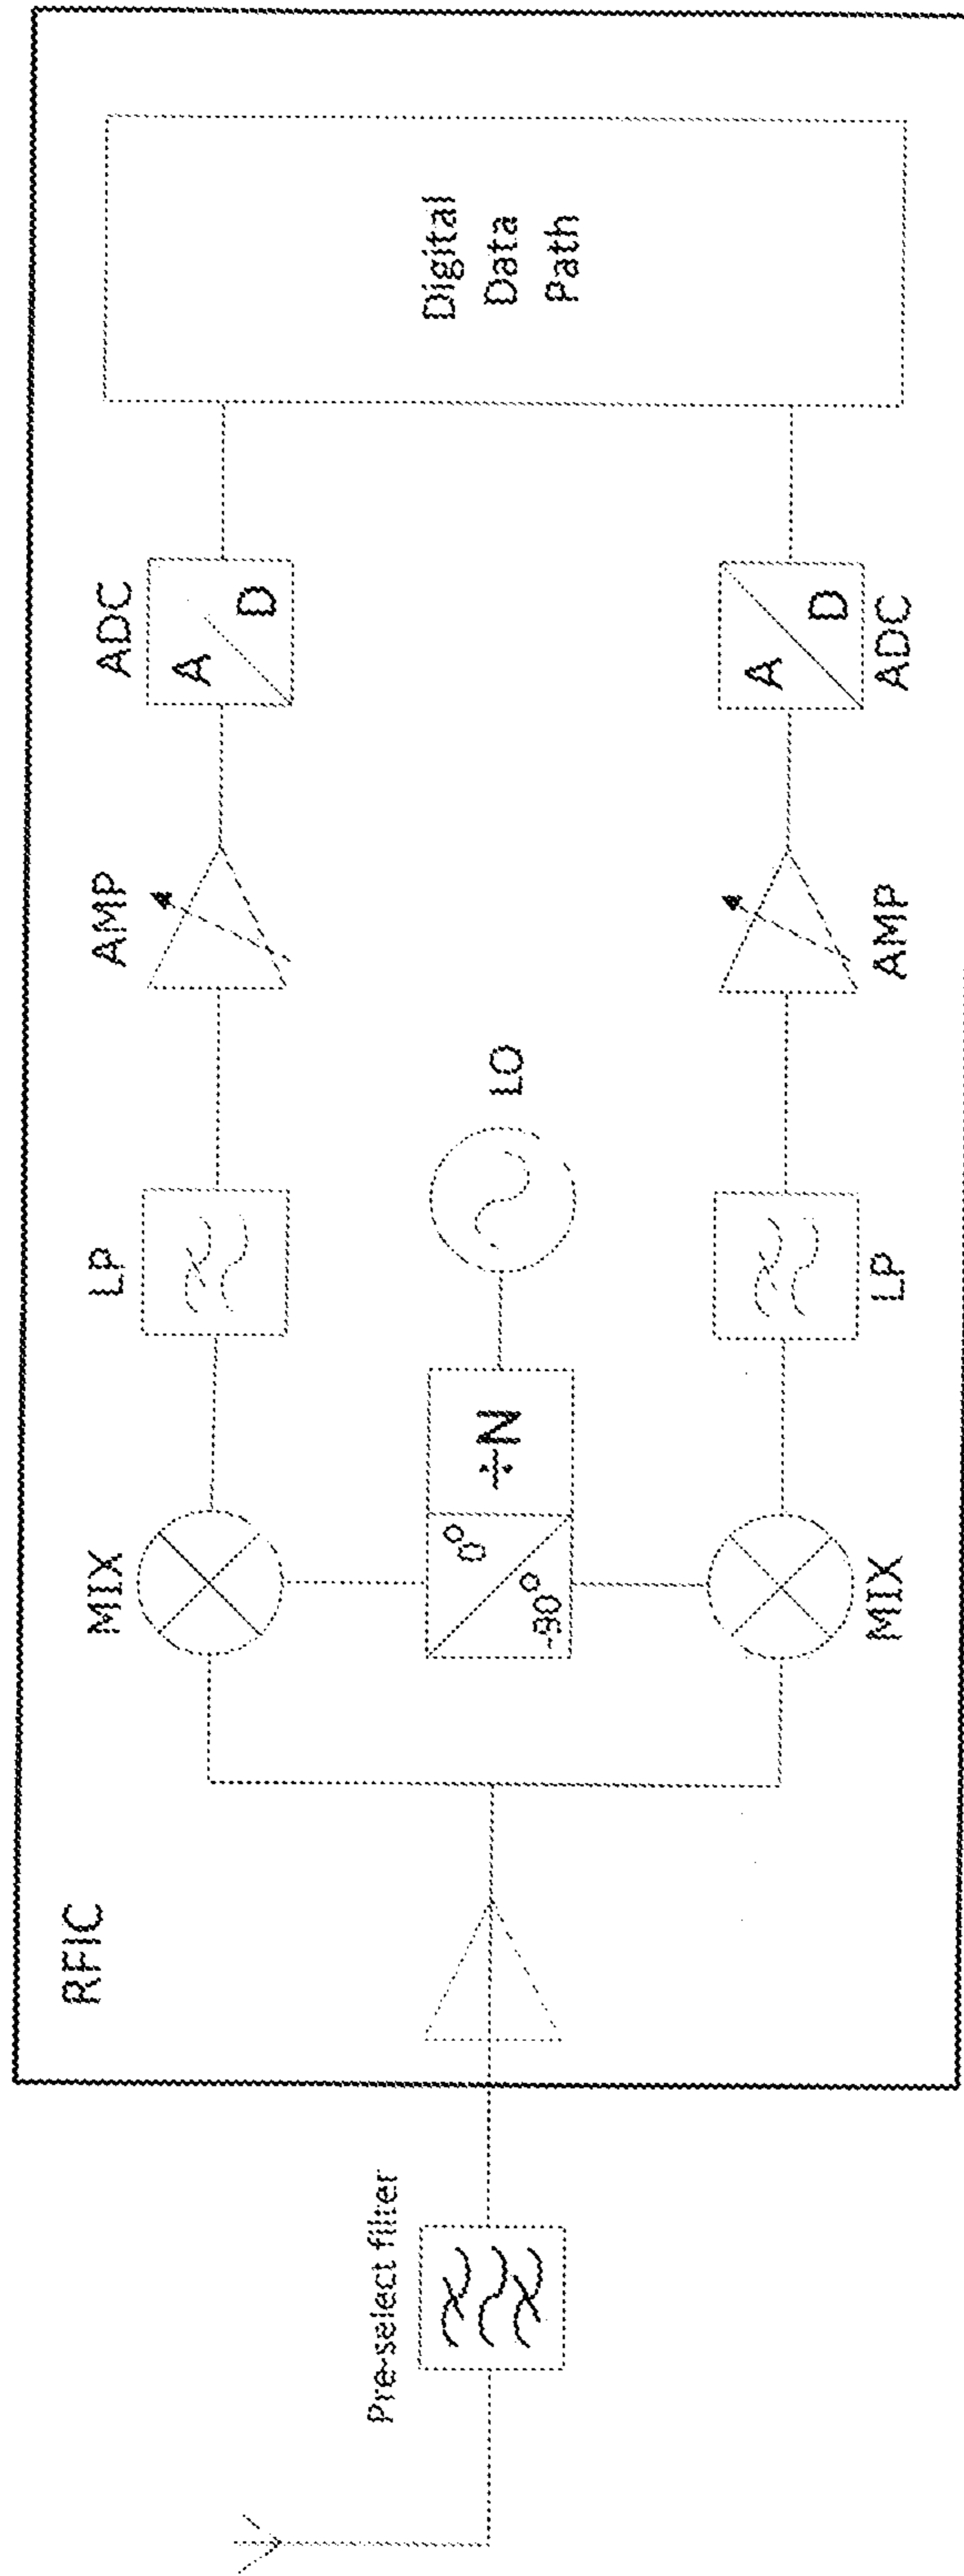 Pre-select filter
RFIC
MIX
LP
AMP
ADC
A
D
0°
-90°
÷N
LO
Digital
Data
Path
A
D
MIX
LP
AMP
ADC